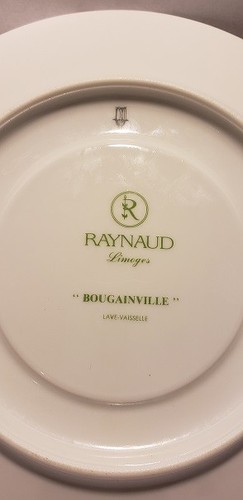 R
RAYNAUD
Limoges
" BOUGAINVILLE "
LAVE-VAISSELLE